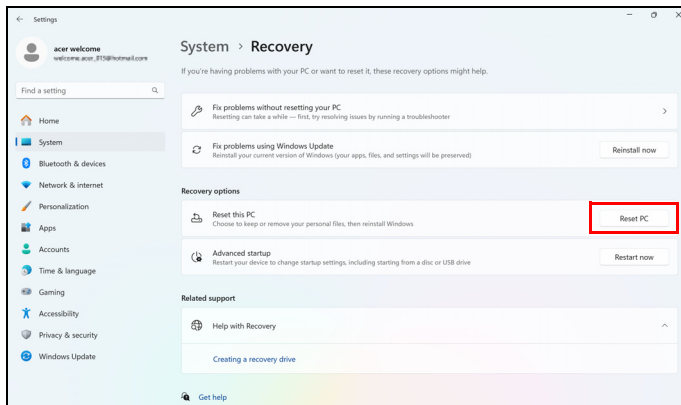 Settings
acer welcome
System > Recovery
If you're having problems with your PC or want to reset it, these recovery options might help.
Find a setting
Home
System
Bluetooth & devices
Network & internet
Personalization
Apps
Accounts
Time & language
Gaming
Accessibility
Privacy & security
Windows Update
Fix problems without resetting your PC
Resetting can take a while — first, try resolving issues by running a troubleshooter
Fix problems using Windows Update
Reinstall your current version of Windows (your apps, files, and settings will be preserved)
Reinstall now
Recovery options
Reset this PC
Choose to keep or remove your personal files, then reinstall Windows
Reset PC
Advanced startup
Restart your device to change startup settings, including starting from a disc or USB drive
Restart now
Related support
Help with Recovery
Creating a recovery drive
Get help